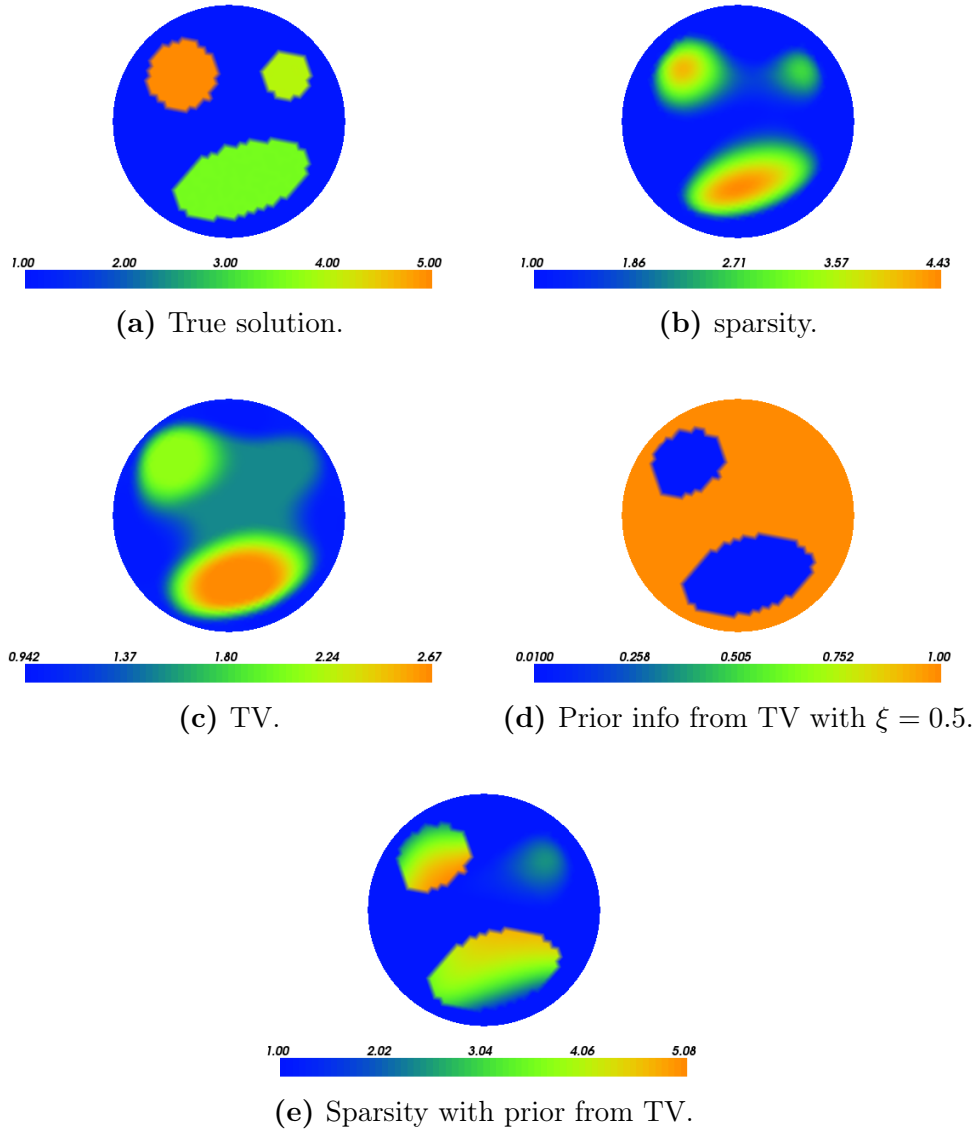 1.00 2.00 3.00 4.00 5.00
1.00 1.86 2.71 3.57 4.43
(a) True solution.
(b) sparsity.
0.942 1.37 1.80 2.24 2.67
0.0100 0.258 0.505 0.752 1.00
(c) TV.
(d) Prior info from TV with ξ = 0.5.
1.00 2.02 3.04 4.06 5.08
(e) Sparsity with prior from TV.